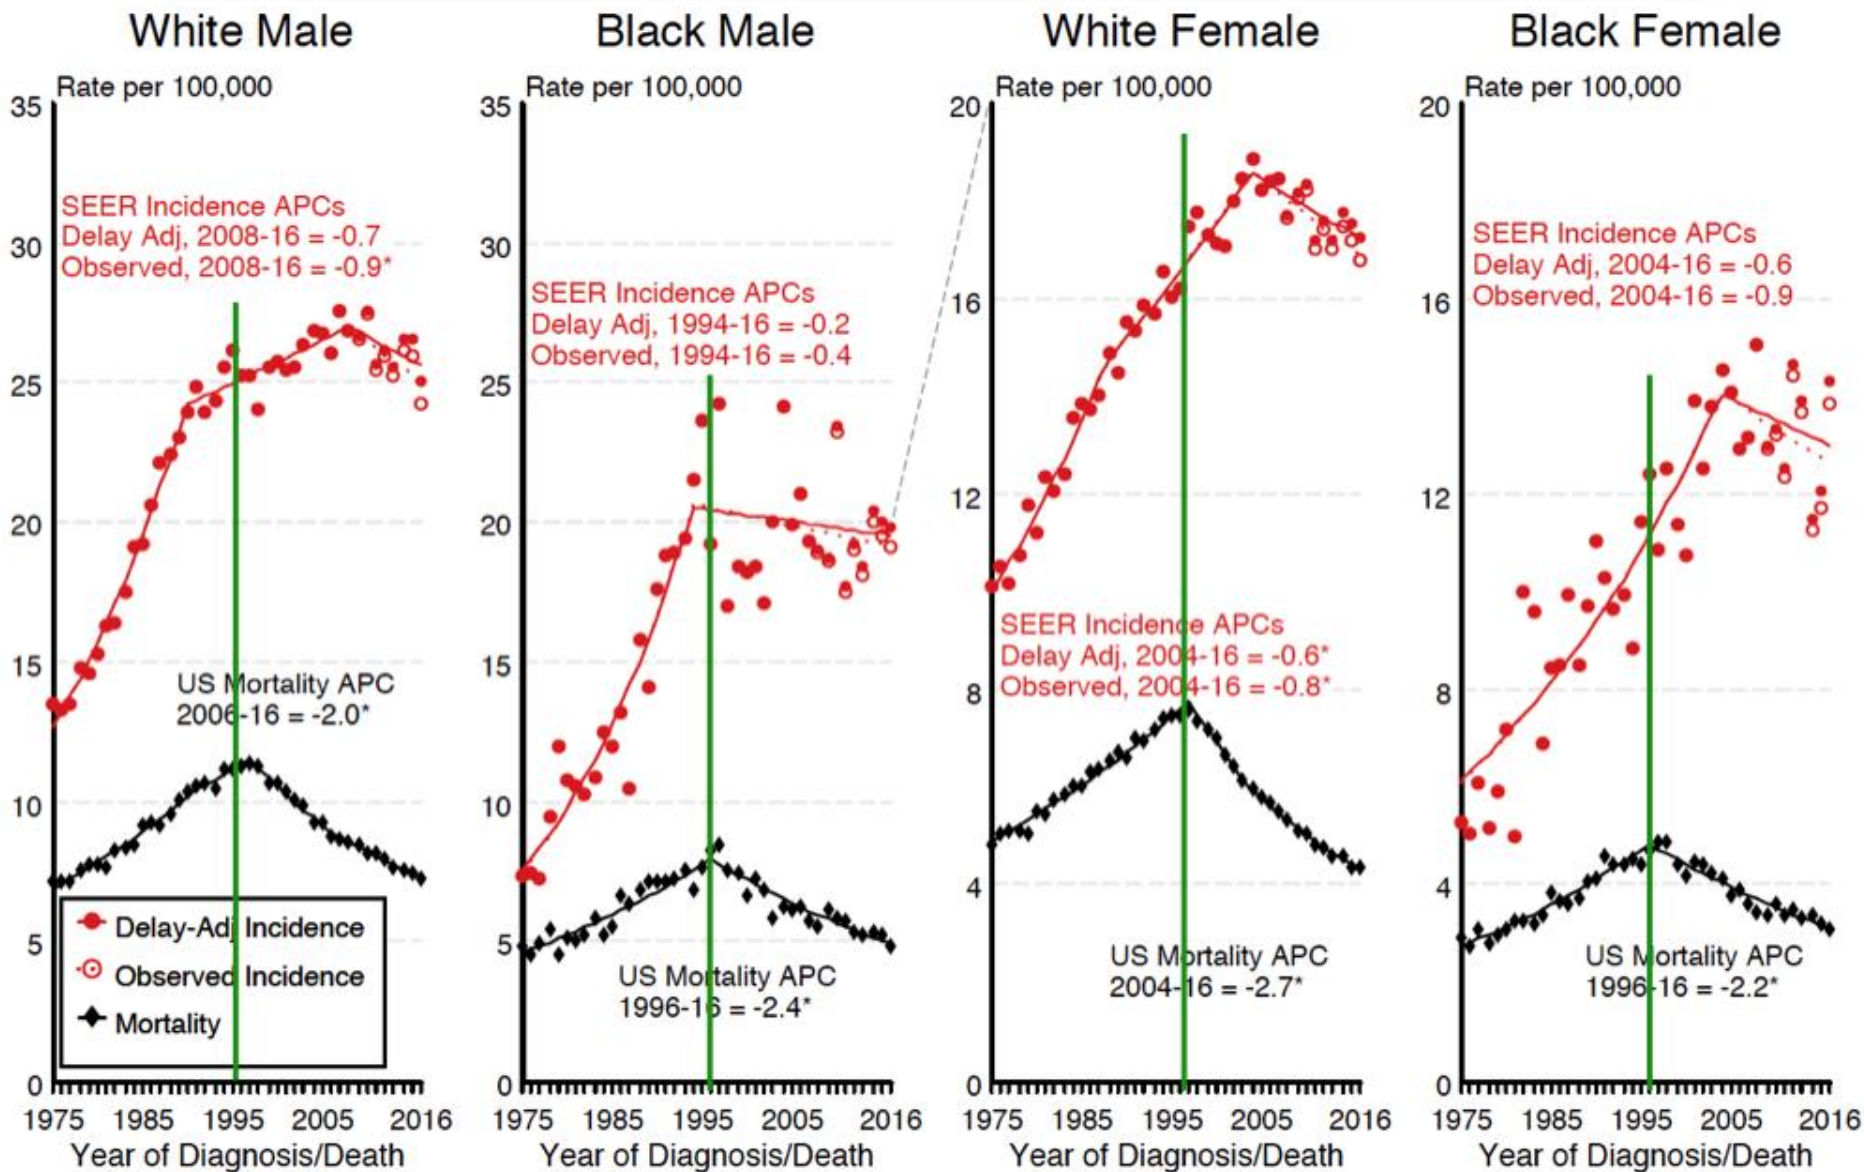 White Male
Rate per 100,000
35
30
25
20
15
10
5
0
SEER Incidence APCs
Delay Adj, 2008-16 = -0.7
Observed, 2008-16 = -0.9*
US Mortality APC
2006-16 = -2.0*
Delay-Adj Incidence
Observed Incidence
Mortality
1975 1985 1995 2005 2016
Year of Diagnosis/Death
Black Male
Rate per 100,000
35
30
25
20
15
10
5
0
SEER Incidence APCs
Delay Adj, 1994-16 = -0.2
Observed, 1994-16 = -0.4
US Mortality APC
1996-16 = -2.4*
1975 1985 1995 2005 2016
Year of Diagnosis/Death
White Female
Rate per 100,000
20
16
12
8
4
0
SEER Incidence APCs
Delay Adj, 2004-16 = -0.6*
Observed, 2004-16 = -0.8*
US Mortality APC
2004-16 = -2.7*
1975 1985 1995 2005 2016
Year of Diagnosis/Death
Black Female
Rate per 100,000
20
16
12
8
4
0
SEER Incidence APCs
Delay Adj, 2004-16 = -0.6
Observed, 2004-16 = -0.9
US Mortality APC
1996-16 = -2.2*
1975 1985 1995 2005 2016
Year of Diagnosis/Death